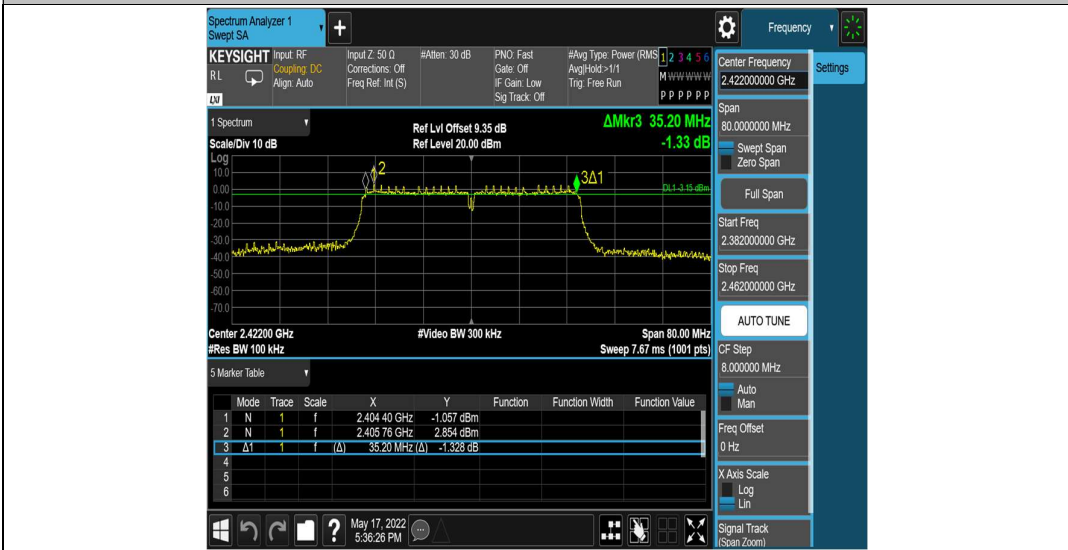 Spectrum Analyzer 1
Swept SA
+
Frequency
KEYSIGHT
RL
LXI
Input: RF
Coupling: DC
Align: Auto
Input Z: 50 Ω
Corrections: Off
Freq Ref: Int (S)
#Atten: 30 dB
PNO: Fast
Gate: Off
IF Gain: Low
Sig Track: Off
#Avg Type: Power (RMS
Avg|Hold:>1/1
Trig: Free Run
1 2 3 4 5 6
M W W W W W
P P P P P P
1 Spectrum
Scale/Div 10 dB
Ref Lvl Offset 9.35 dB
Ref Level 20.00 dBm
ΔMkr3 35.20 MHz
-1.33 dB
Log
10.0
0.00
-10.0
-20.0
-30.0
-40.0
-50.0
-60.0
-70.0
2
3Δ1
DL1 -3.15 dBm
Center 2.42200 GHz
#Video BW 300 kHz
Span 80.00 MHz
#Res BW 100 kHz
Sweep 7.67 ms (1001 pts)
5 Marker Table
Mode Trace Scale X Y Function Function Width Function Value
1 N 1 f 2.404 40 GHz -1.057 dBm
2 N 1 f 2.405 76 GHz 2.854 dBm
3 Δ1 1 f (Δ) 35.20 MHz (Δ) -1.328 dB
4
5
6
?
May 17, 2022
5:36:26 PM
Center Frequency
2.422000000 GHz
Settings
Span
80.0000000 MHz
Swept Span
Zero Span
Full Span
Start Freq
2.382000000 GHz
Stop Freq
2.462000000 GHz
AUTO TUNE
CF Step
8.000000 MHz
Auto
Man
Freq Offset
0 Hz
X Axis Scale
Log
Lin
Signal Track
(Span Zoom)